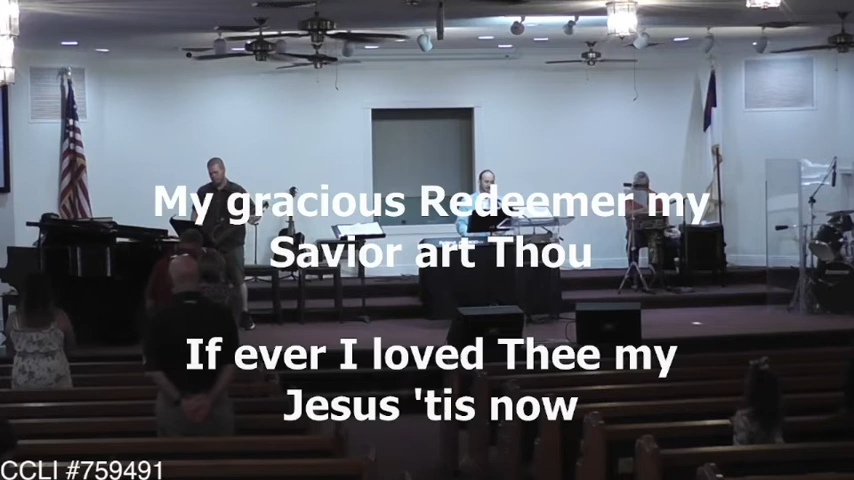 My gracious Redeemer my
Savior art Thou
If ever I loved Thee my
Jesus 'tis now
CCLI #759491